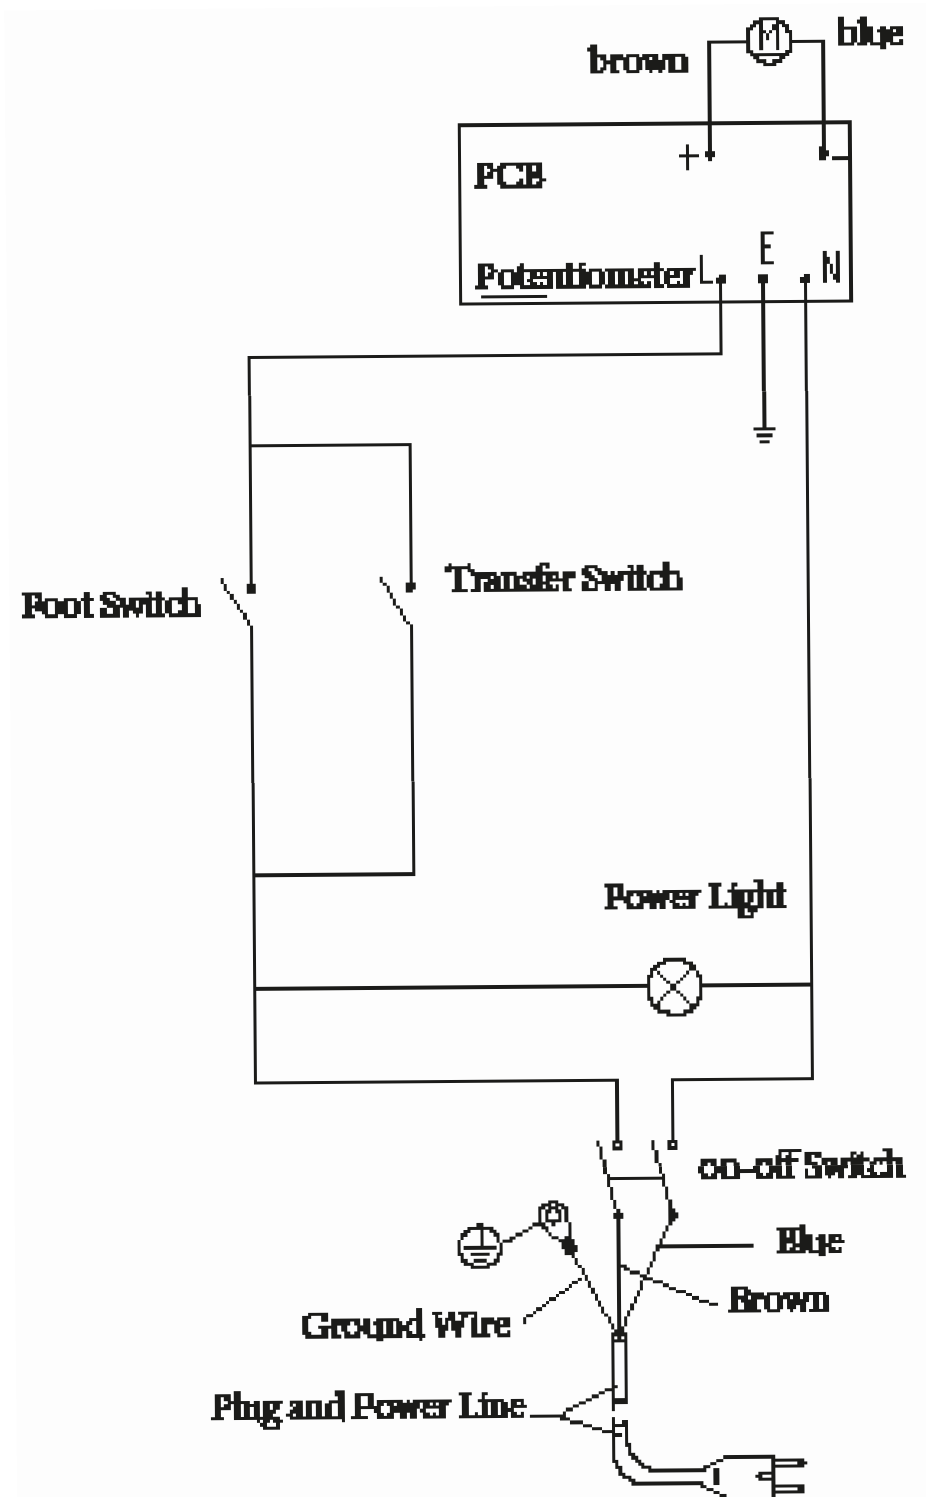 brown
M
blue
+
-
PCB
Potentiometer
L
E
N
Foot Switch
Transfer Switch
Power Light
on-off Switch
Blue
Brown
Ground Wire
Plug and Power Line